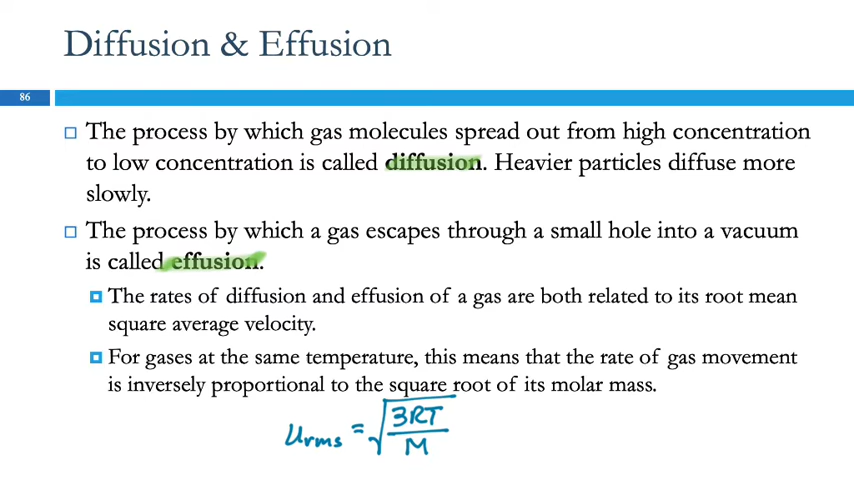 Diffusion & Effusion
86
The process by which gas molecules spread out from high concentration
to low concentration is called diffusion. Heavier particles diffuse more
slowly.
The process by which a gas escapes through a small hole into a vacuum
is called effusion.
The rates of diffusion and effusion of a gas are both related to its root mean
square average velocity.
For gases at the same temperature, this means that the rate of gas movement
is inversely proportional to the square root of its molar mass.
u_rms = √(3RT/M)